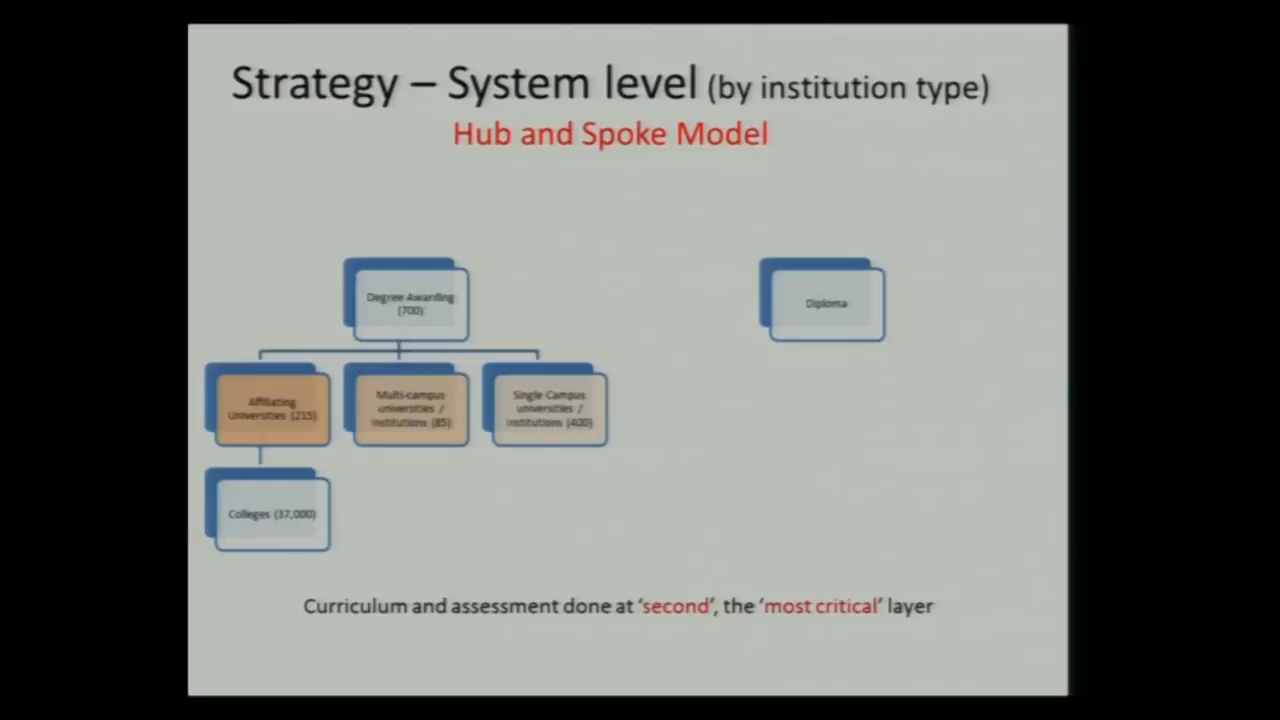 Strategy – System level (by institution type)
Hub and Spoke Model
Degree Awarding
(700)
Diploma
Affiliating
Universities (215)
Multi-campus
universities /
Institutions (85)
Single Campus
universities /
Institutions (400)
Colleges (37,000)
Curriculum and assessment done at ‘second’, the ‘most critical’ layer